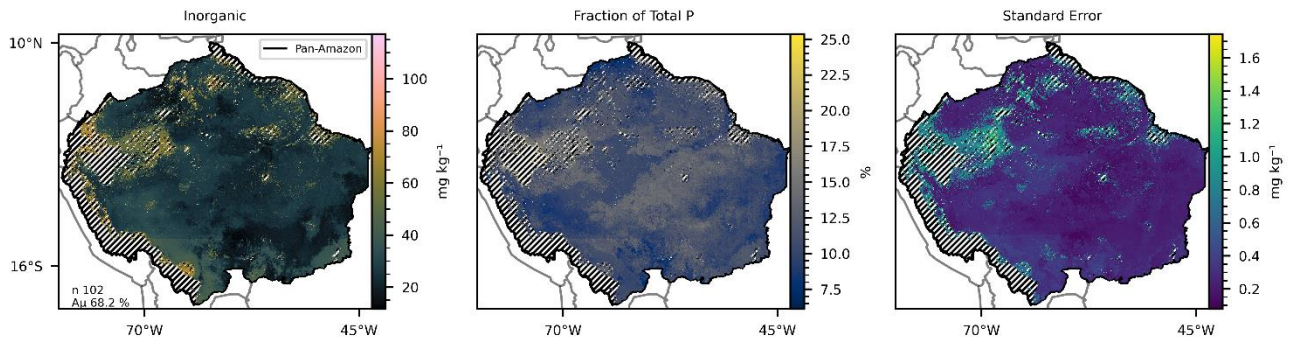 Inorganic
Fraction of Total P
Standard Error
10°N
16°S
Pan-Amazon
n 102
Aμ 68.2 %
70°W
45°W
100
80
60
40
20
mg kg⁻¹
70°W
45°W
25.0
22.5
20.0
17.5
15.0
12.5
10.0
7.5
%
70°W
45°W
1.6
1.4
1.2
1.0
0.8
0.6
0.4
0.2
mg kg⁻¹